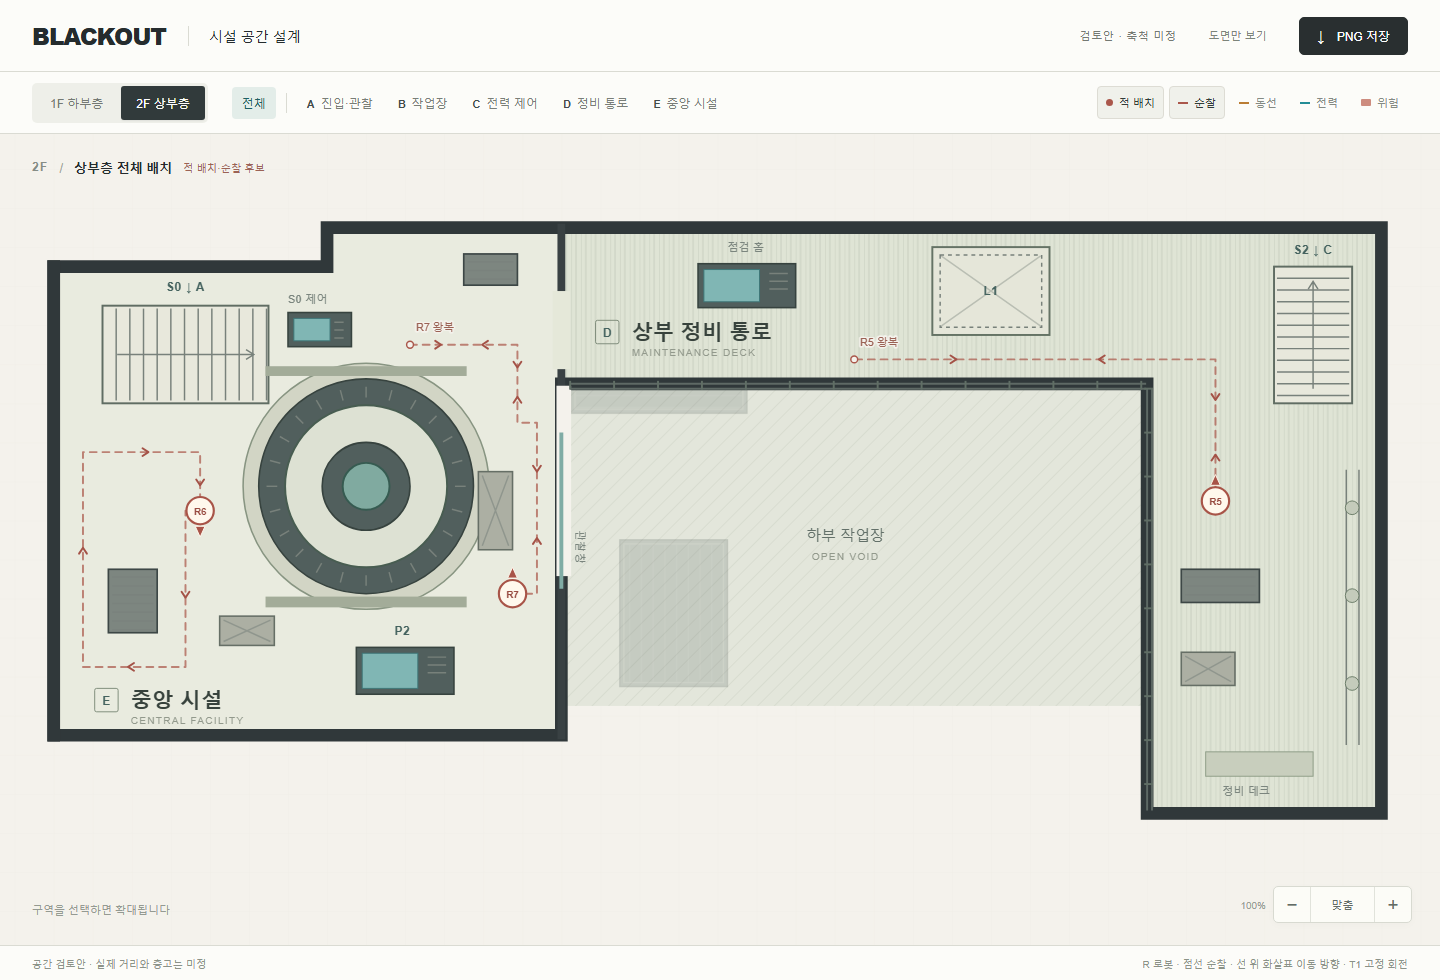 BLACKOUT 시설 공간 설계 검토안 · 축척 미정 도면만 보기 ↓ PNG 저장
1F 하부층 2F 상부층 전체 A 진입·관찰 B 작업장 C 전력 제어 D 정비 통로 E 중앙 시설 적 배치 순찰 동선 전력 위험
2F / 상부층 전체 배치 적 배치·순찰 후보
점검 홈
S0 ↓ A
S2 ↓ C
S0 제어
L1
R7 왕복
D 상부 정비 통로
MAINTENANCE DECK
R5 왕복
R6
R5
관찰창
하부 작업장
OPEN VOID
R7
P2
E 중앙 시설
CENTRAL FACILITY
정비 데크
구역을 선택하면 확대됩니다
100% − 맞춤 +
공간 검토안 · 실제 거리와 층고는 미정
R 로봇 · 점선 순찰 · 선 위 화살표 이동 방향 · T1 고정 회전